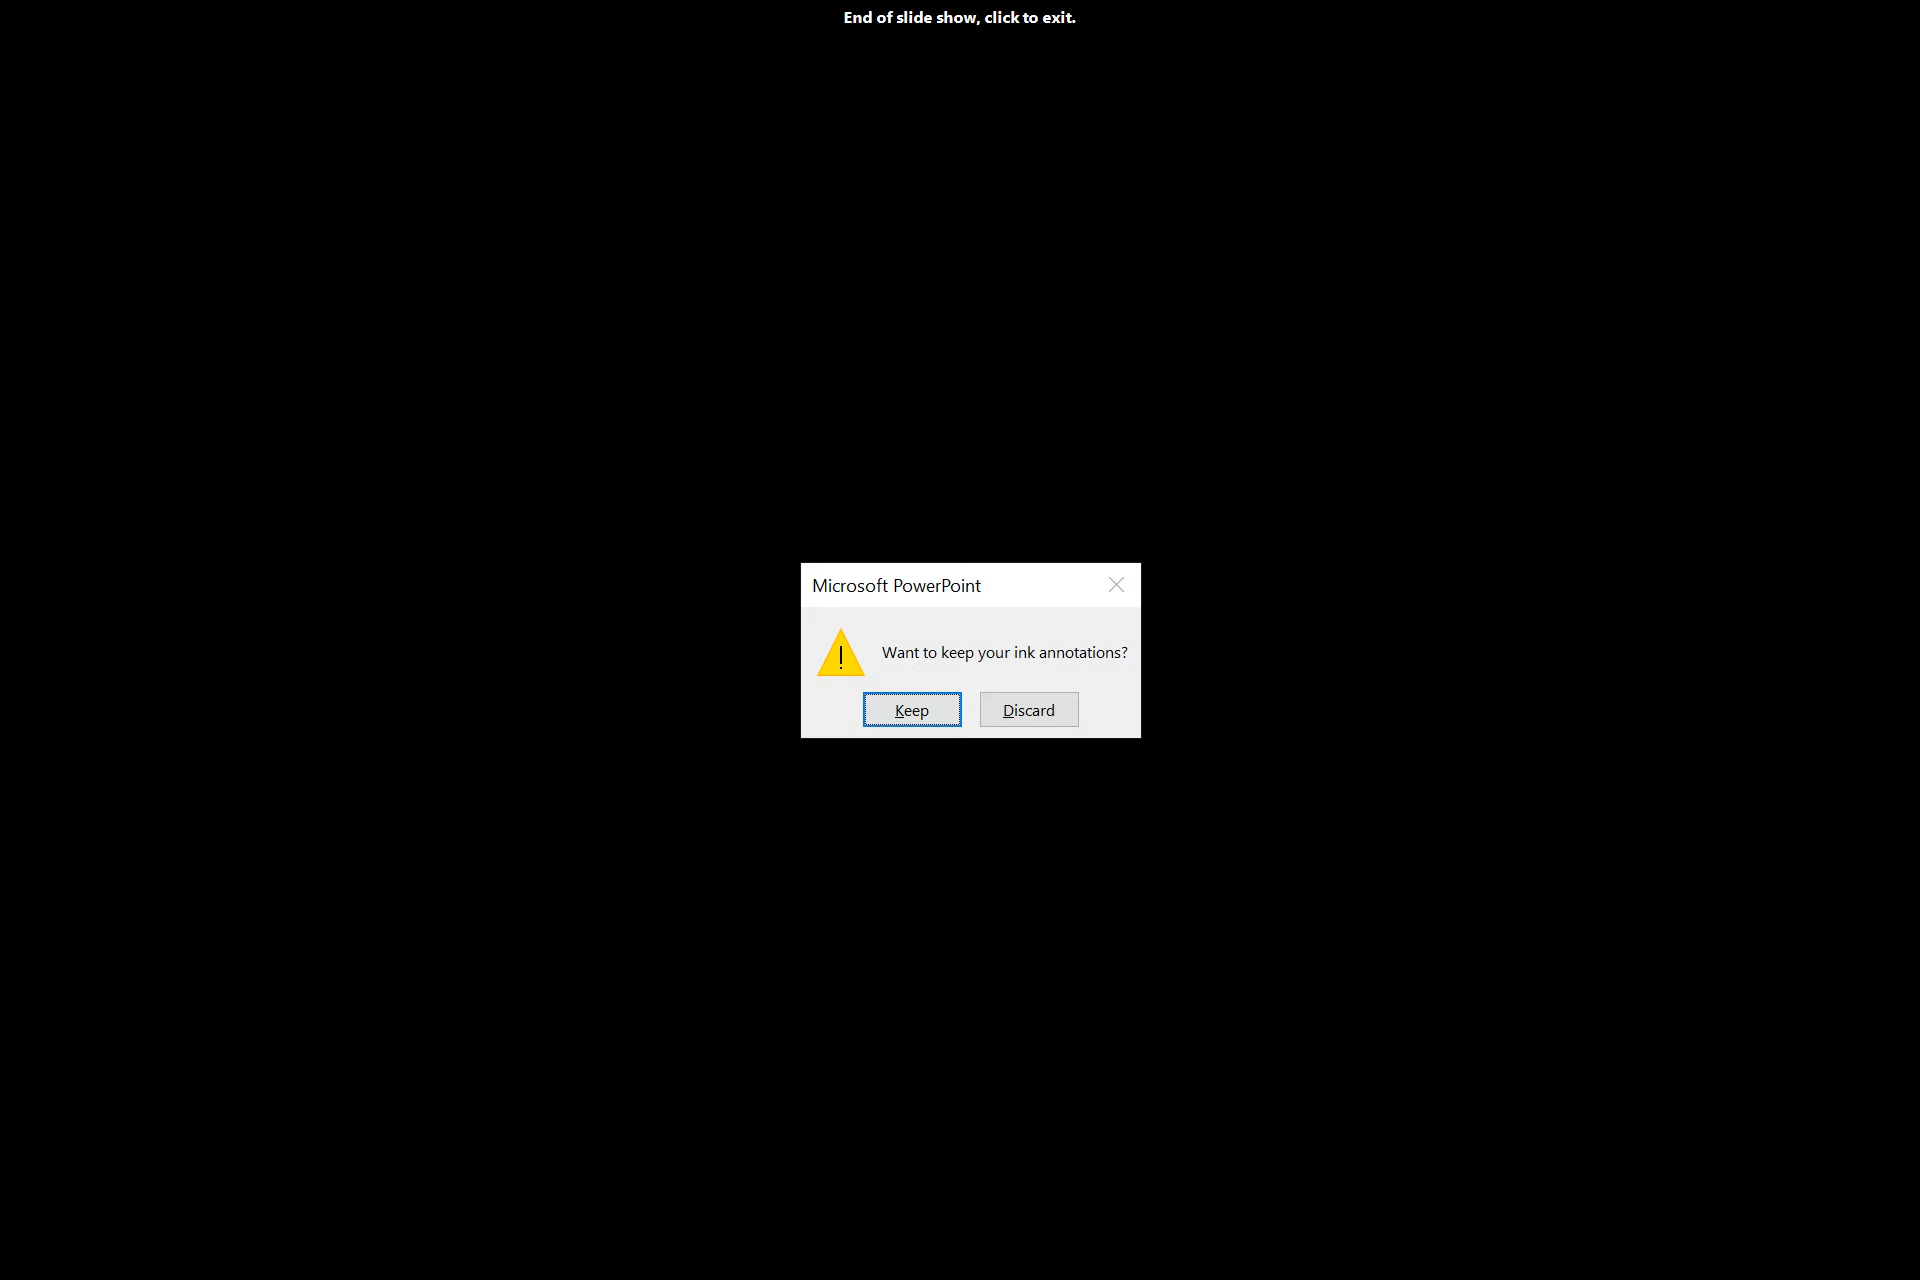 End of slide show, click to exit.
Microsoft PowerPoint
Want to keep your ink annotations?
Keep
Discard